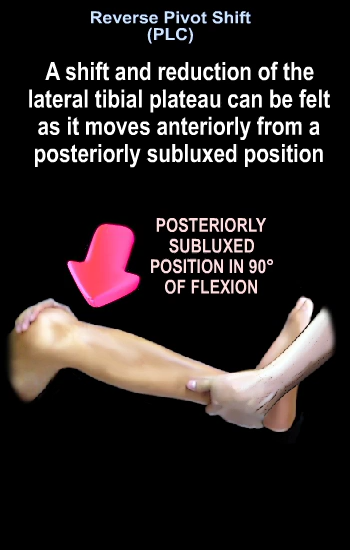 Reverse Pivot Shift
(PLC)
A shift and reduction of the
lateral tibial plateau can be felt
as it moves anteriorly from a
posteriorly subluxed position
POSTERIORLY
SUBLUXED
POSITION IN 90°
OF FLEXION